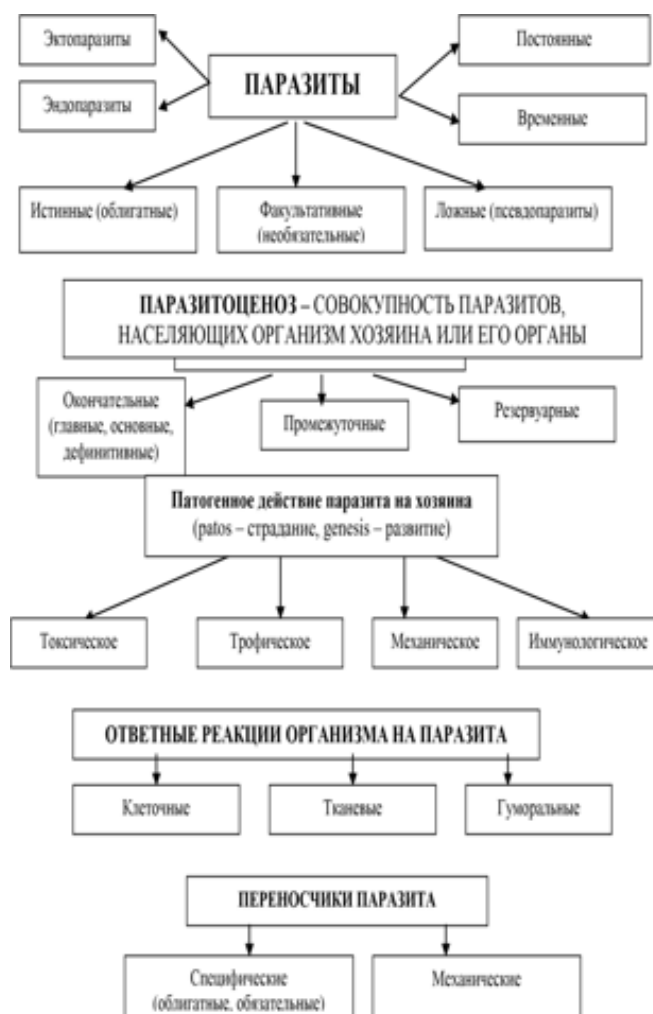 Эктопаразиты
Постоянные
ПАРАЗИТЫ
Эндопаразиты
Временные
Истинные (облигатные)
Факультативные
(необязательные)
Ложные (псевдопаразиты)
ПАРАЗИТОЦЕНОЗ – СОВОКУПНОСТЬ ПАРАЗИТОВ,
НАСЕЛЯЮЩИХ ОРГАНИЗМ ХОЗЯИНА ИЛИ ЕГО ОРГАНЫ
Окончательные
(главные, основные,
дефинитивные)
Промежуточные
Резервуарные
Патогенное действие паразита на хозяина
(patos – страдание, genesis – развитие)
Токсическое
Трофическое
Механическое
Иммунологическое
ОТВЕТНЫЕ РЕАКЦИИ ОРГАНИЗМА НА ПАРАЗИТА
Клеточные
Тканевые
Гуморальные
ПЕРЕНОСЧИКИ ПАРАЗИТА
Специфические
(облигатные, обязательные)
Механические